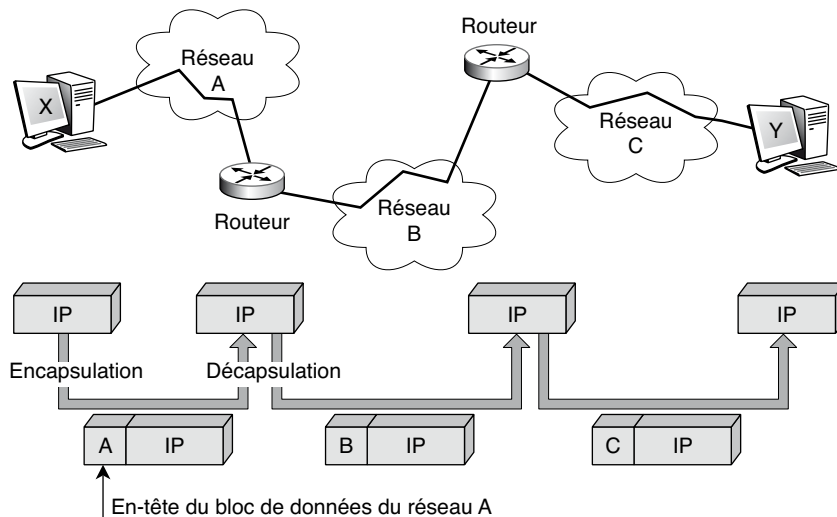 Routeur
Réseau
A
X
Réseau
C
Y
Routeur
Réseau
B
IP
IP
IP
IP
Encapsulation
Décapsulation
A IP
B IP
C IP
En-tête du bloc de données du réseau A